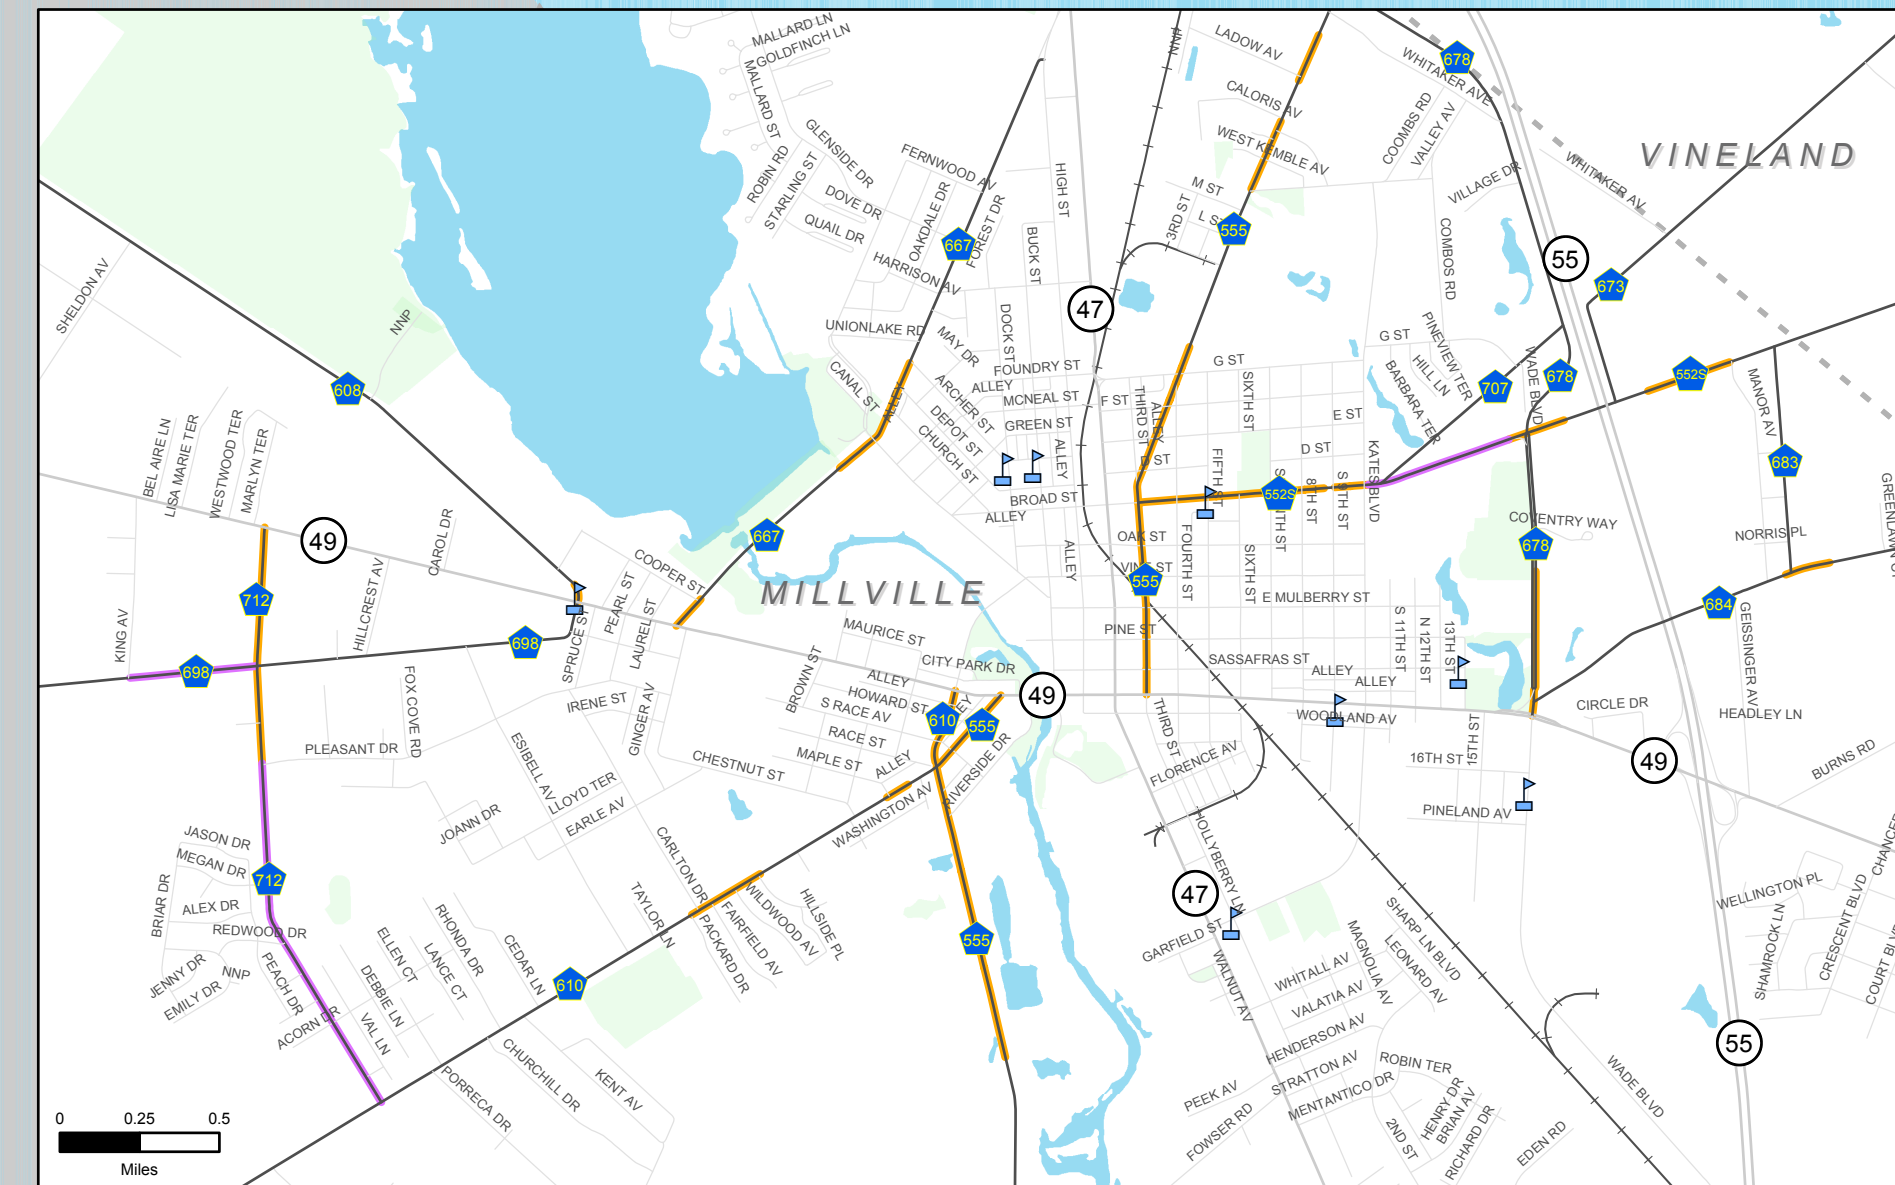 MALLARD LN
GOLDFINCH LN
MALLARD ST
GLENSIDE DR
ROBIN RD
STARLING ST
DOVE DR
QUAIL DR
FERNWOOD AV
OAKDALE DR
FOREST DR
HARRISON AV
667
HIGH ST
BUCK ST
DOCK ST
47
NNP
LADOW AV
CALORIS AV
WEST KEMBLE AV
M ST
L ST
3RD ST
555
678
WHITAKER AVE
COOMBS RD
VALLEY AV
VILLAGE DR
COMBOS RD
WHITAKER AV
VINELAND
55
673
SHELDON AV
NNP
608
UNIONLAKE RD
MAY DR
CANAL ST
ALLEY
ARCHER ST
DEPOT ST
CHURCH ST
FOUNDRY ST
ALLEY
MCNEAL ST
GREEN ST
ALLEY
BROAD ST
ALLEY
ALLEY
F ST
THIRD ST
ALLEY
G ST
SIXTH ST
D ST
FIFTH ST
E ST
D ST
G ST
PINEVIEW TER
HILL LN
BARBARA TER
WADE BLVD
707
678
552S
MANOR AV
683
552S
8TH ST
S 9TH ST
KATES BLVD
COVENTRY WAY
678
NORRIS PL
684
BEL AIRE LN
LISA MARIE TER
WESTWOOD TER
MARLYN TER
49
CAROL DR
HILLCREST AV
712
KING AV
698
698
SPRUCE ST
PEARL ST
LAUREL ST
COOPER ST
667
MILLVILLE
OAK ST
VINE ST
FOURTH ST
SIXTH ST
555
PINE ST
E MULBERRY ST
SASSAFRAS ST
ALLEY
ALLEY
S 11TH ST
N 12TH ST
13TH ST
WOODLAND AV
MAURICE ST
CITY PARK DR
ALLEY
HOWARD ST
S RACE AV
RACE ST
MAPLE ST
ALLEY
BROWN ST
610
555
49
RIVERSIDE DR
WASHINGTON AV
CHESTNUT ST
IRENE ST
GINGER AV
FOX COVE RD
PLEASANT DR
ESIBELL AV
LLOYD TER
EARLE AV
JOANN DR
THIRD ST
FLORENCE AV
15TH ST
16TH ST
PINELAND AV
CIRCLE DR
49
GEISSINGER AV
HEADLEY LN
BURNS RD
JASON DR
MEGAN DR
712
BRIAR DR
ALEX DR
REDWOOD DR
JENNY DR
NNP
EMILY DR
PEACH DR
ACORN DR
ELLEN CT
LANCE CT
RHONDA DR
DEBBIE LN
VAL LN
CEDAR LN
610
TAYLOR LN
CARLTON DR
PACKARD DR
FAIRFIELD AV
WILDWOOD AV
HILLSIDE PL
555
47
HOLLYBERRY LN
GARFIELD ST
WALNUT AV
WHITALL AV
VALATIA AV
MAGNOLIA AV
SHARP LN BLVD
LEONARD AV
HENDERSON AV
STRATTON AV
MENTANTICO DR
ROBIN TER
HENRY DR
BRIAN AV
RICHARD DR
2ND ST
PEEK AV
FOWSER RD
EDEN RD
WADE BLVD
WELLINGTON PL
SHAMROCK LN
CRESCENT BLVD
55
CHURCHILL DR
KENT AV
PORRECA DR
0 0.25 0.5
Miles